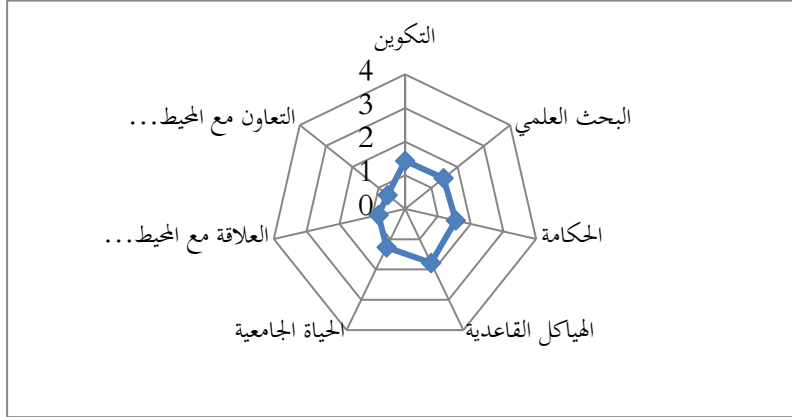 التكوين
4
البحث العلمي
التعاون مع المحيط...
3
2
1
0
الحكامة
العلاقة مع المحيط...
الهياكل القاعدية
الحياة الجامعية